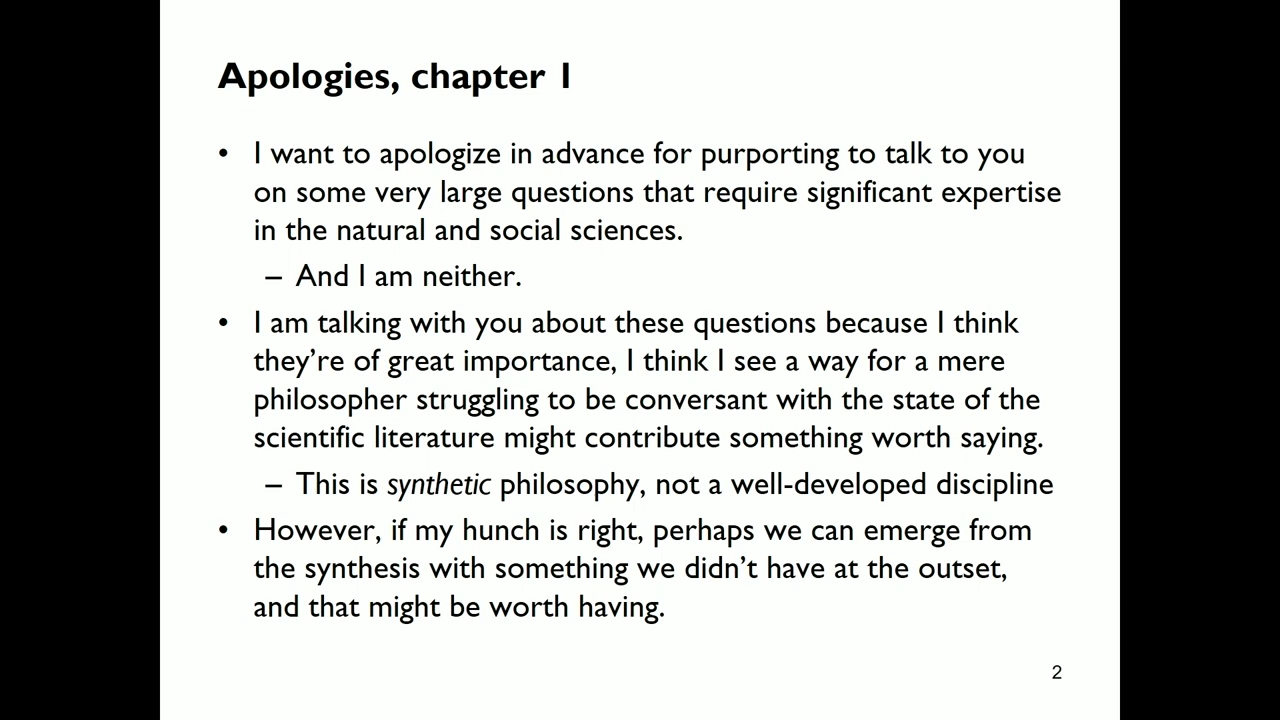 Apologies, chapter 1
• I want to apologize in advance for purporting to talk to you
on some very large questions that require significant expertise
in the natural and social sciences.
– And I am neither.
• I am talking with you about these questions because I think
they’re of great importance, I think I see a way for a mere
philosopher struggling to be conversant with the state of the
scientific literature might contribute something worth saying.
– This is synthetic philosophy, not a well-developed discipline
• However, if my hunch is right, perhaps we can emerge from
the synthesis with something we didn’t have at the outset,
and that might be worth having.
2